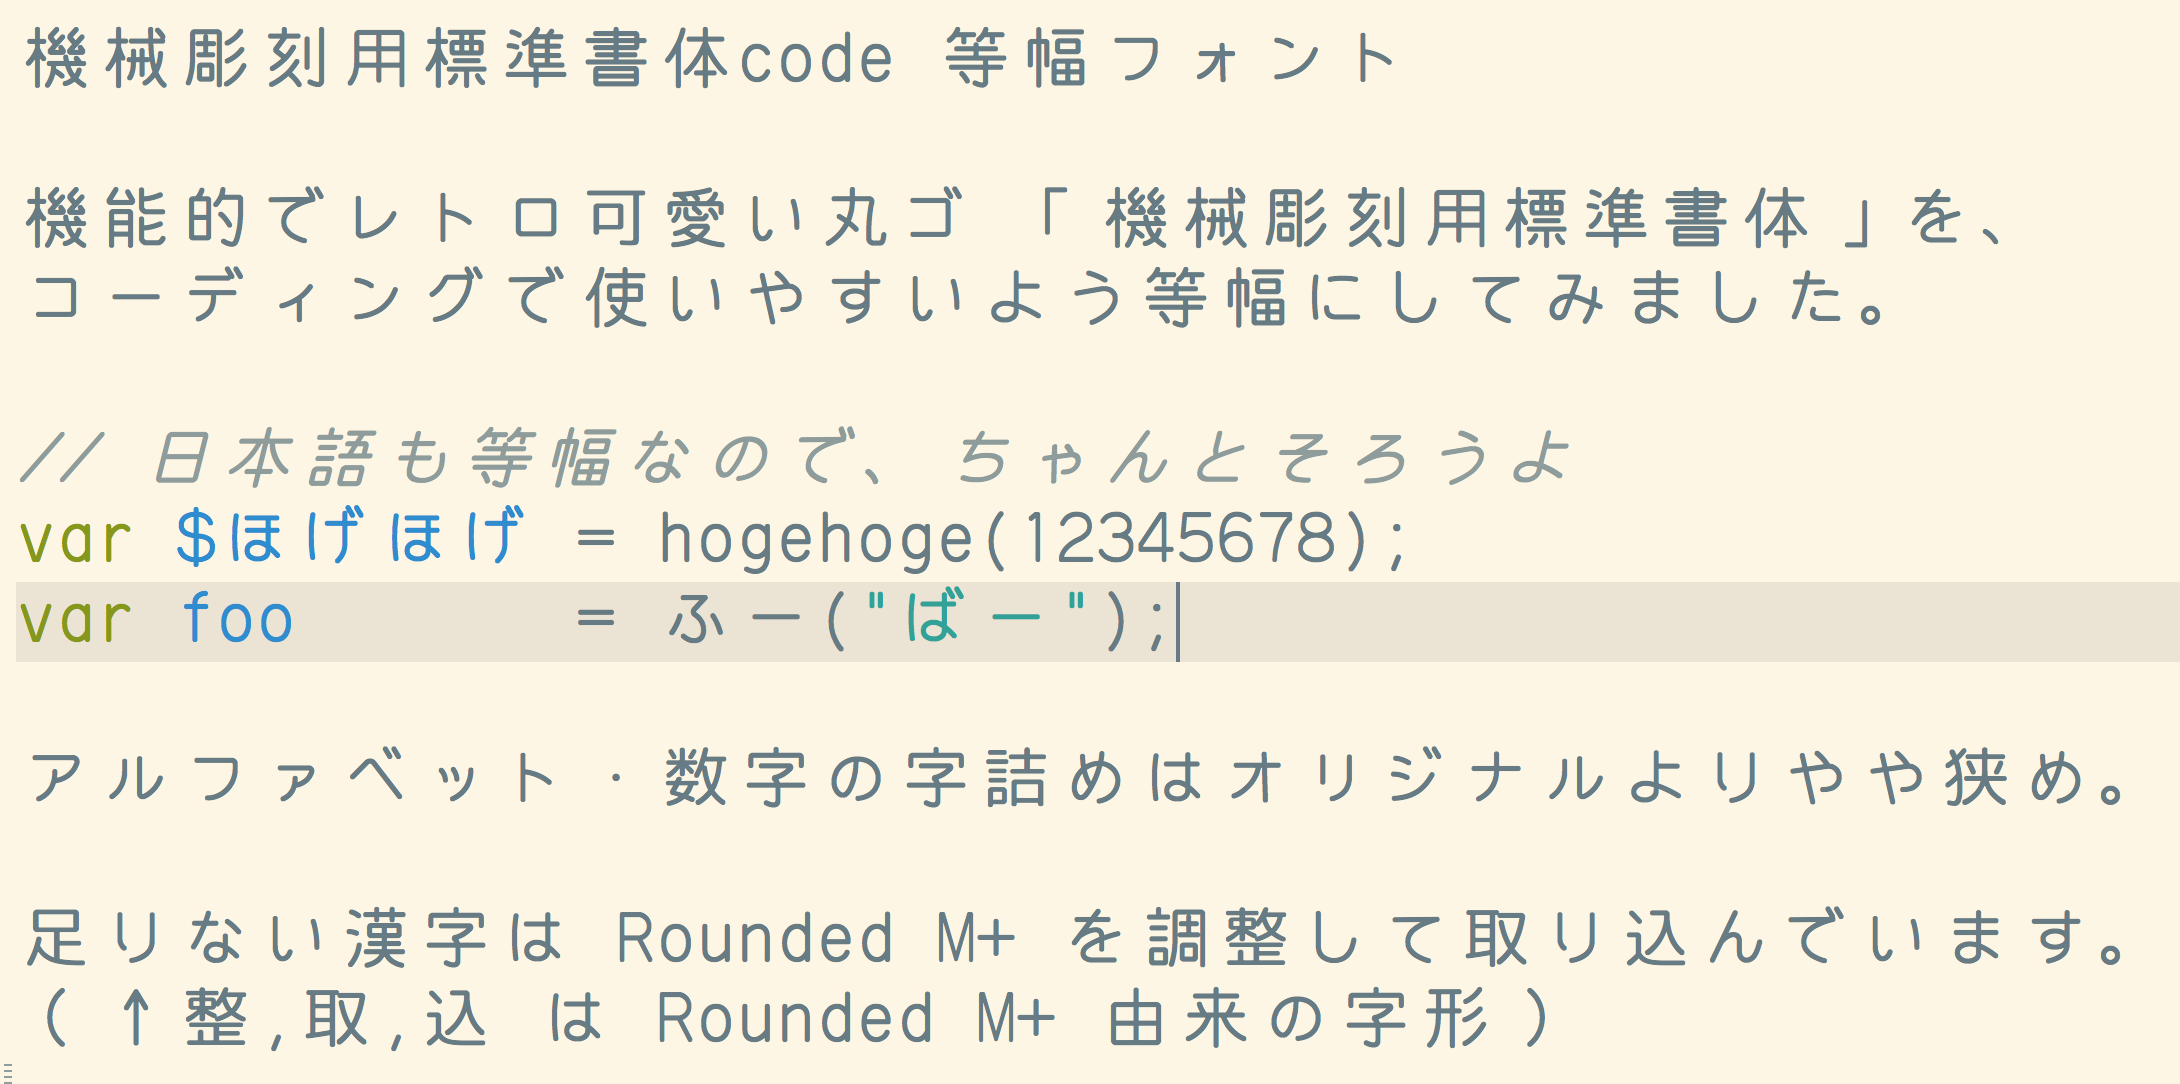 機械彫刻用標準書体code 等幅フォント
機能的でレトロ可愛い丸ゴ「機械彫刻用標準書体」を、
コーディングで使いやすいよう等幅にしてみました。
// 日本語も等幅なので、ちゃんとそろうよ
var $ほげほげ = hogehoge(12345678);
var foo       = ふー("ばー");
アルファベット・数字の字詰めはオリジナルよりやや狭め。
足りない漢字は Rounded M+ を調整して取り込んでいます。
（↑整,取,込 は Rounded M+ 由来の字形）